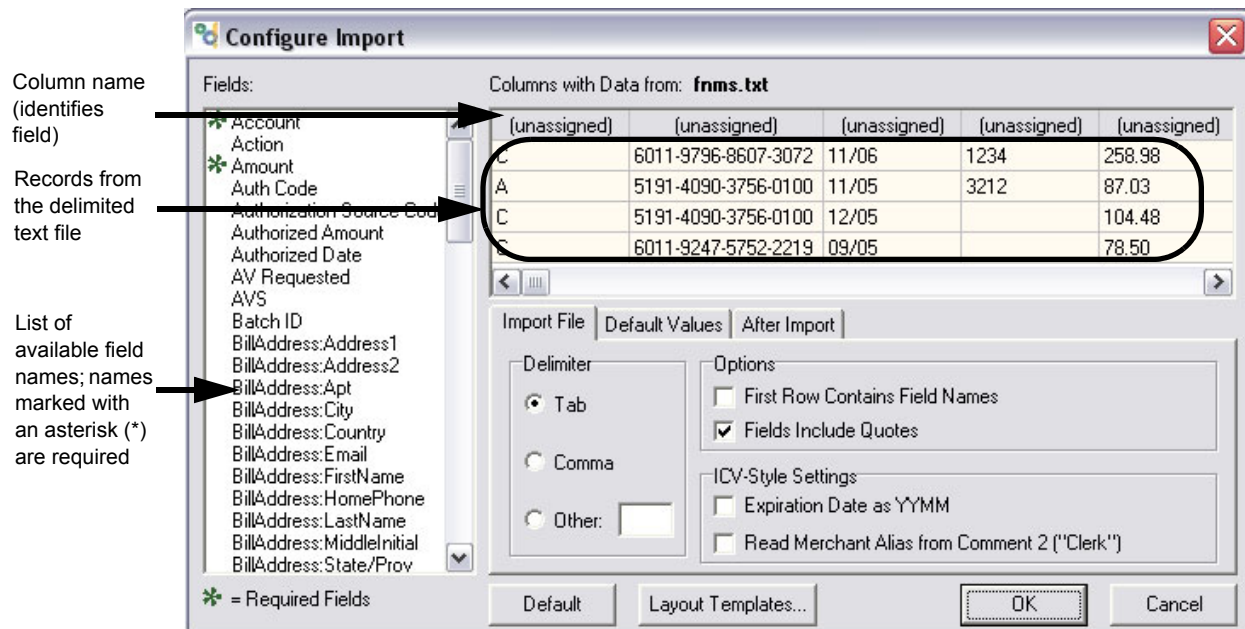 Configure Import
Column name
(identifies
field)
Records from
the delimited
text file
List of
available field
names; names
marked with
an asterisk (*)
are required
Fields:
* Account
Action
* Amount
Auth Code
Authorization Source Cod
Authorized Amount
Authorized Date
AV Requested
AVS
Batch ID
BillAddress:Address1
BillAddress:Address2
BillAddress:Apt
BillAddress:City
BillAddress:Country
BillAddress:Email
BillAddress:FirstName
BillAddress:HomePhone
BillAddress:LastName
BillAddress:MiddleInitial
BillAddress:State/Prov
* = Required Fields
Columns with Data from: fnms.txt
(unassigned) (unassigned) (unassigned) (unassigned) (unassigned)
C 6011-9796-8607-3072 11/06 1234 258.98
A 5191-4090-3756-0100 11/05 3212 87.03
C 5191-4090-3756-0100 12/05 104.48
C 6011-9247-5752-2219 09/05 78.50
Import File Default Values After Import
Delimiter
Tab
Comma
Other:
Options
First Row Contains Field Names
Fields Include Quotes
ICV-Style Settings
Expiration Date as YYMM
Read Merchant Alias from Comment 2 ("Clerk")
Default Layout Templates... OK Cancel